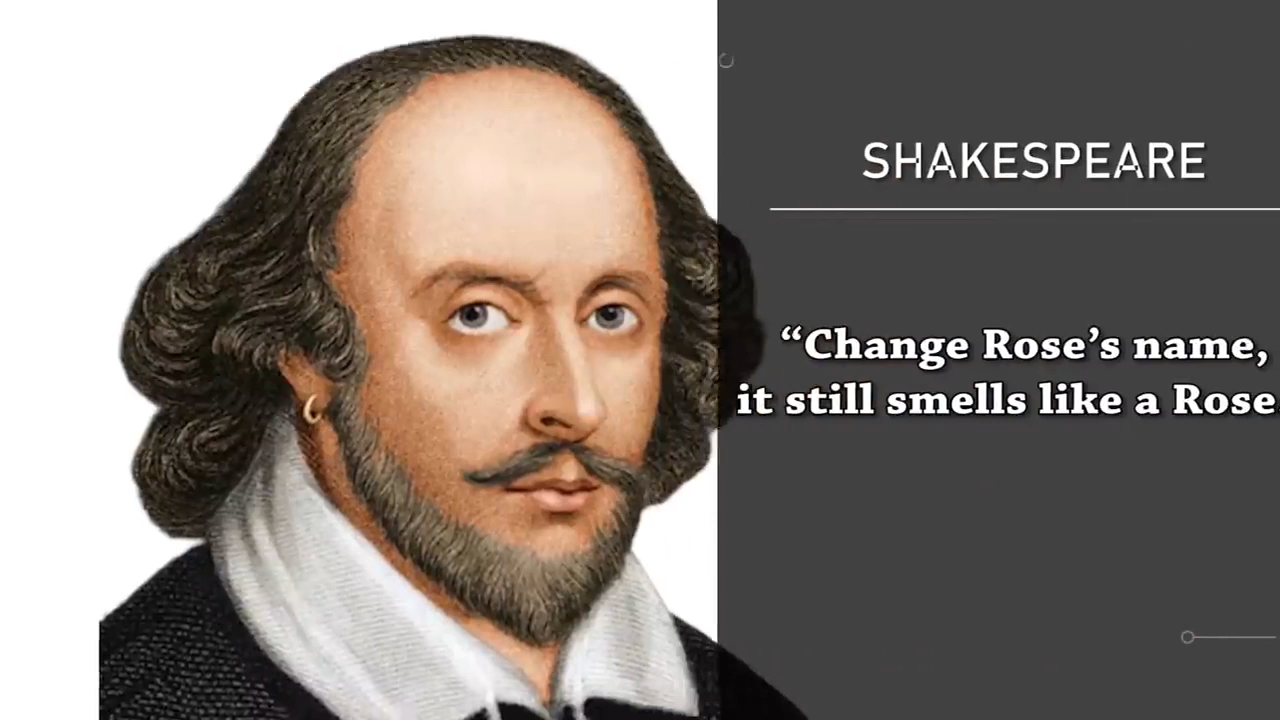 SHAKESPEARE
“Change Rose’s name,
it still smells like a Rose